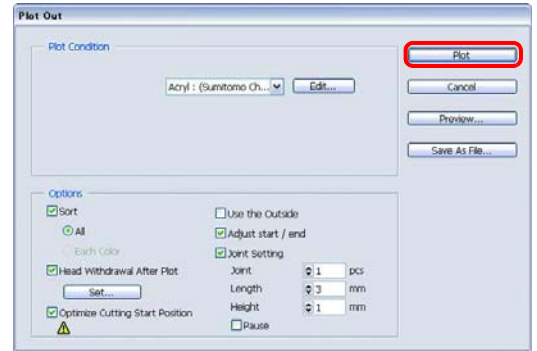 Plot Out
Plot Condition
Acryl : (Sumitomo Ch...
Edit...
Plot
Cancel
Preview...
Save As File...
Options
Sort
All
Each Color
Head Withdrawal After Plot
Set...
Optimize Cutting Start Position
Use the Outside
Adjust start / end
Joint Setting
Joint 1 pcs
Length 3 mm
Height 1 mm
Pause